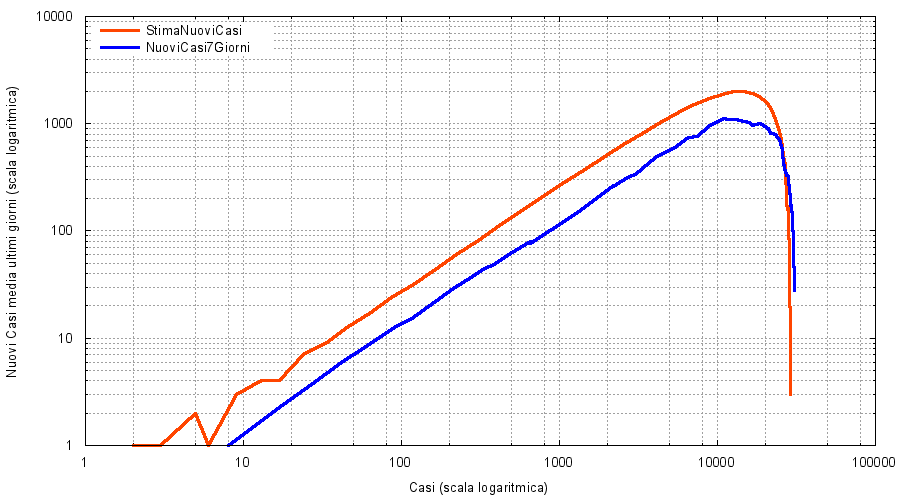 StimaNuoviCasi
NuoviCasi7Giorni
Nuovi Casi media ultimi giorni (scala logaritmica)
10000
1000
100
10
1
1 10 100 1000 10000 100000
Casi (scala logaritmica)